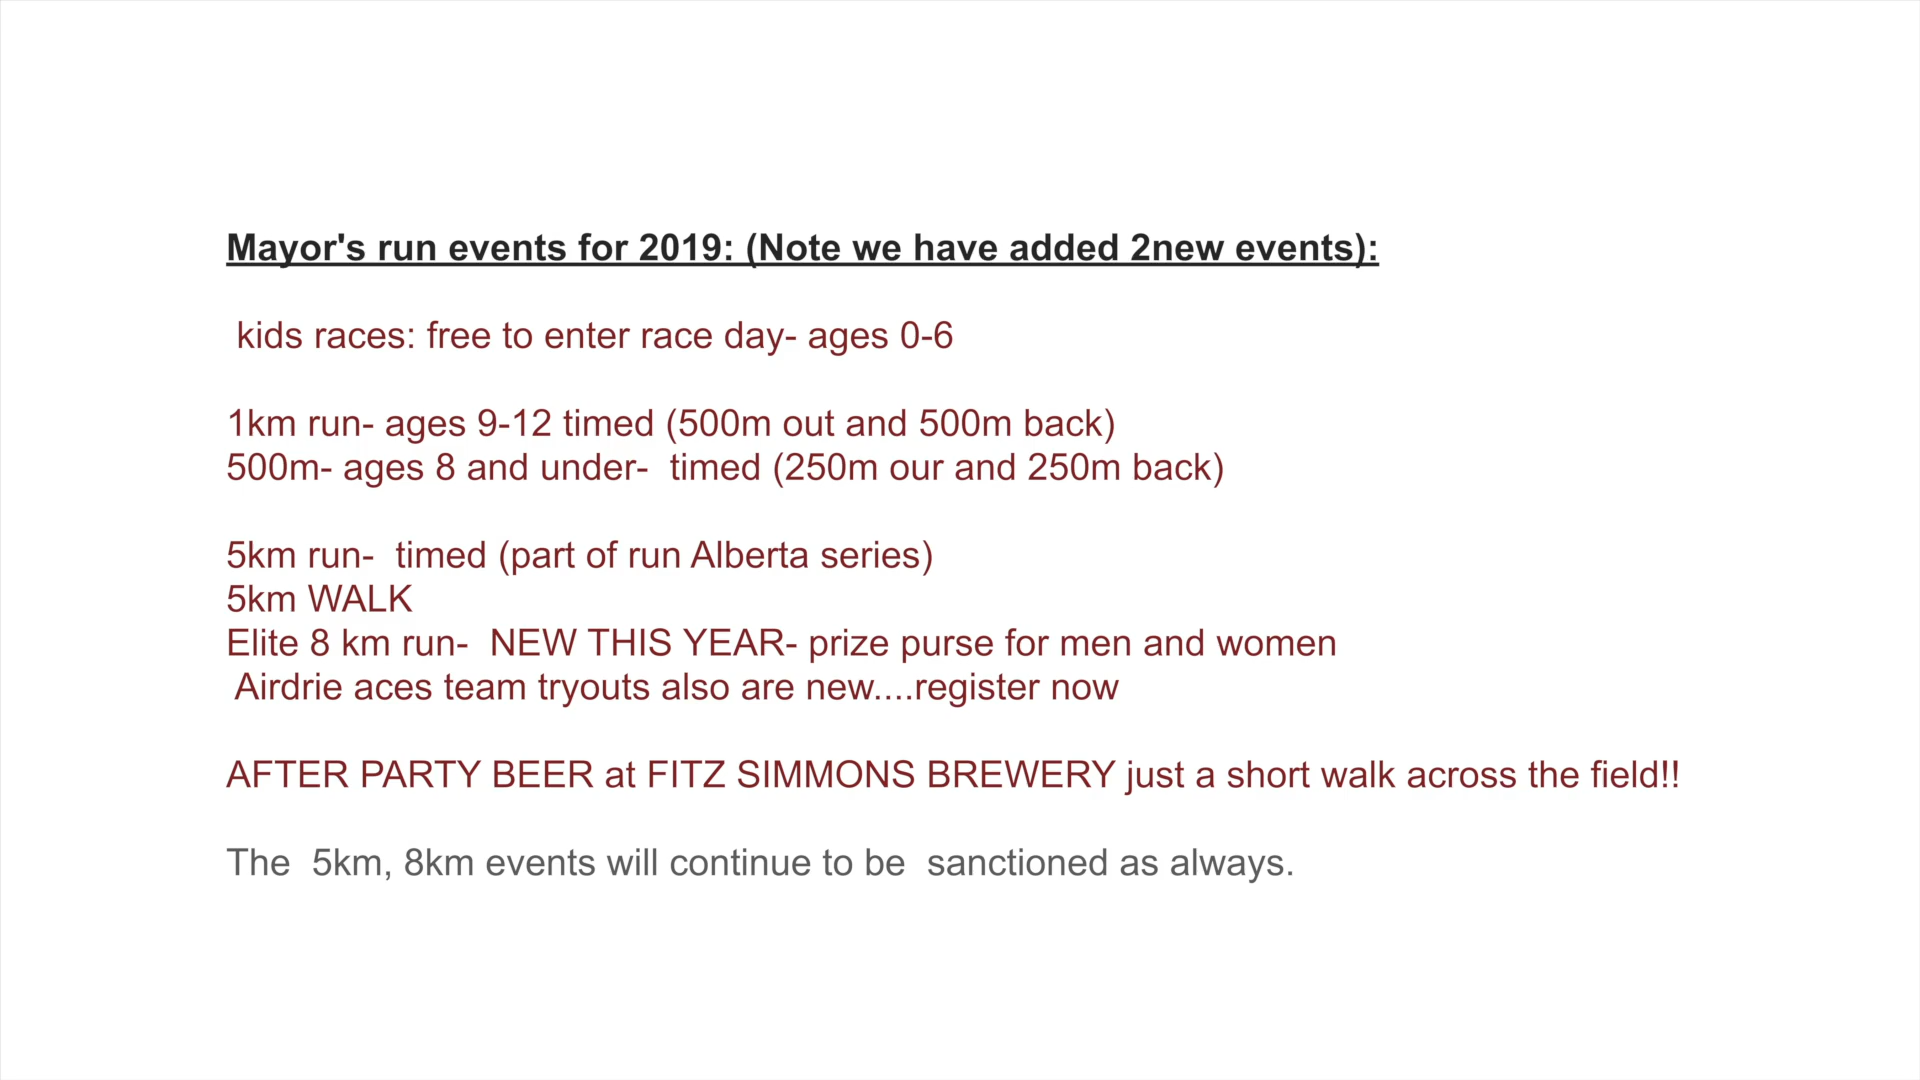 Mayor's run events for 2019: (Note we have added 2new events):
kids races: free to enter race day- ages 0-6
1km run- ages 9-12 timed (500m out and 500m back)
500m- ages 8 and under-  timed (250m our and 250m back)
5km run-  timed (part of run Alberta series)
5km WALK
Elite 8 km run-  NEW THIS YEAR- prize purse for men and women
Airdrie aces team tryouts also are new....register now
AFTER PARTY BEER at FITZ SIMMONS BREWERY just a short walk across the field!!
The  5km, 8km events will continue to be  sanctioned as always.